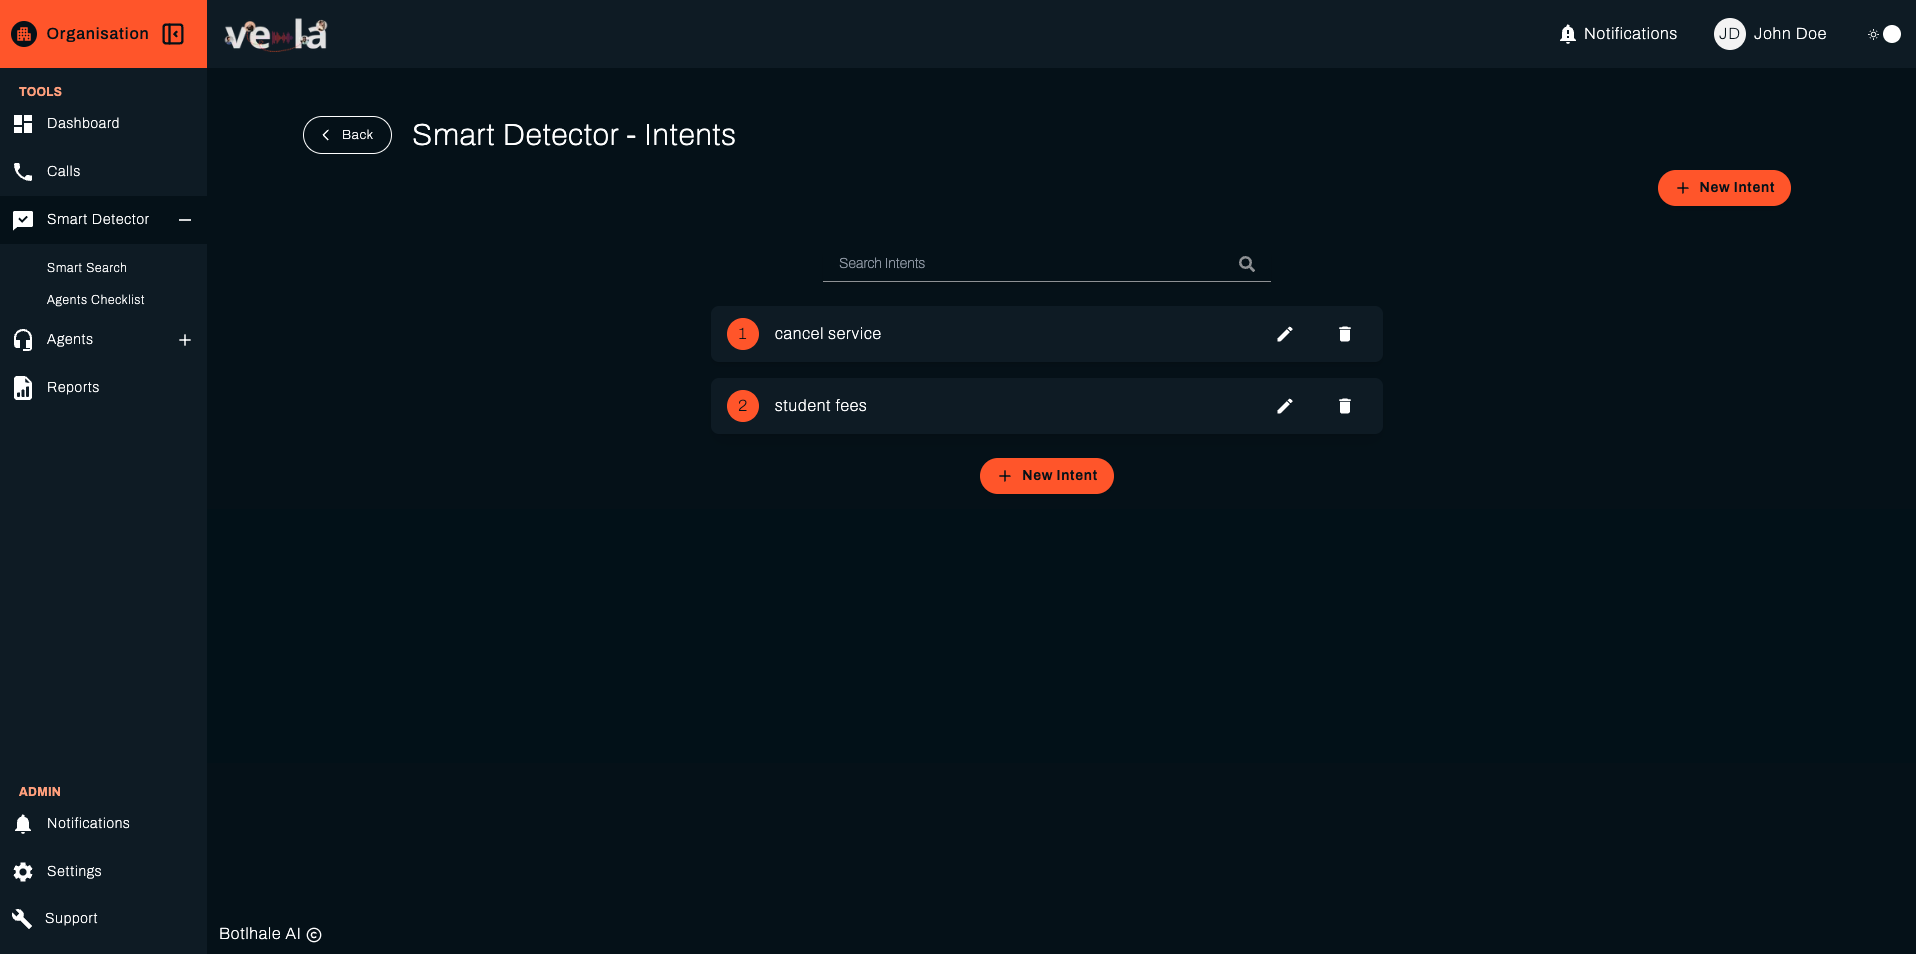 Organisation
vela
Notifications
JD John Doe
TOOLS
Dashboard
Calls
Smart Detector
Smart Search
Agents Checklist
Agents
Reports
Back
Smart Detector - Intents
New Intent
Search Intents
1 cancel service
2 student fees
New Intent
ADMIN
Notifications
Settings
Support
Botlhale AI ©